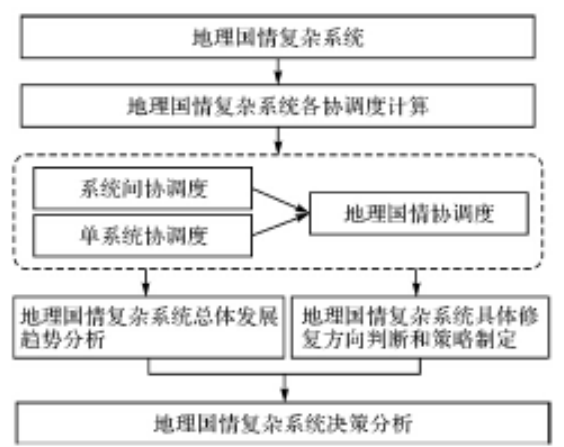 地理国情复杂系统
地理国情复杂系统各协调度计算
系统间协调度
单系统协调度
地理国情协调度
地理国情复杂系统总体发展
趋势分析
地理国情复杂系统具体修
复方向判断和策略制定
地理国情复杂系统决策分析